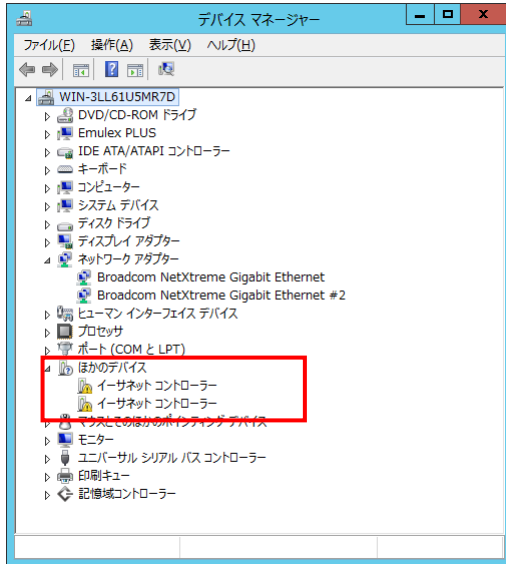 デバイス マネージャー
ファイル(F) 操作(A) 表示(V) ヘルプ(H)
WIN-3LL61U5MR7D
DVD/CD-ROM ドライブ
Emulex PLUS
IDE ATA/ATAPI コントローラー
キーボード
コンピューター
システム デバイス
ディスク ドライブ
ディスプレイ アダプター
ネットワーク アダプター
Broadcom NetXtreme Gigabit Ethernet
Broadcom NetXtreme Gigabit Ethernet #2
ヒューマン インターフェイス デバイス
プロセッサ
ポート (COM と LPT)
ほかのデバイス
イーサネット コントローラー
イーサネット コントローラー
マウスとそのほかのポインティング デバイス
モニター
ユニバーサル シリアル バス コントローラー
印刷キュー
記憶域コントローラー